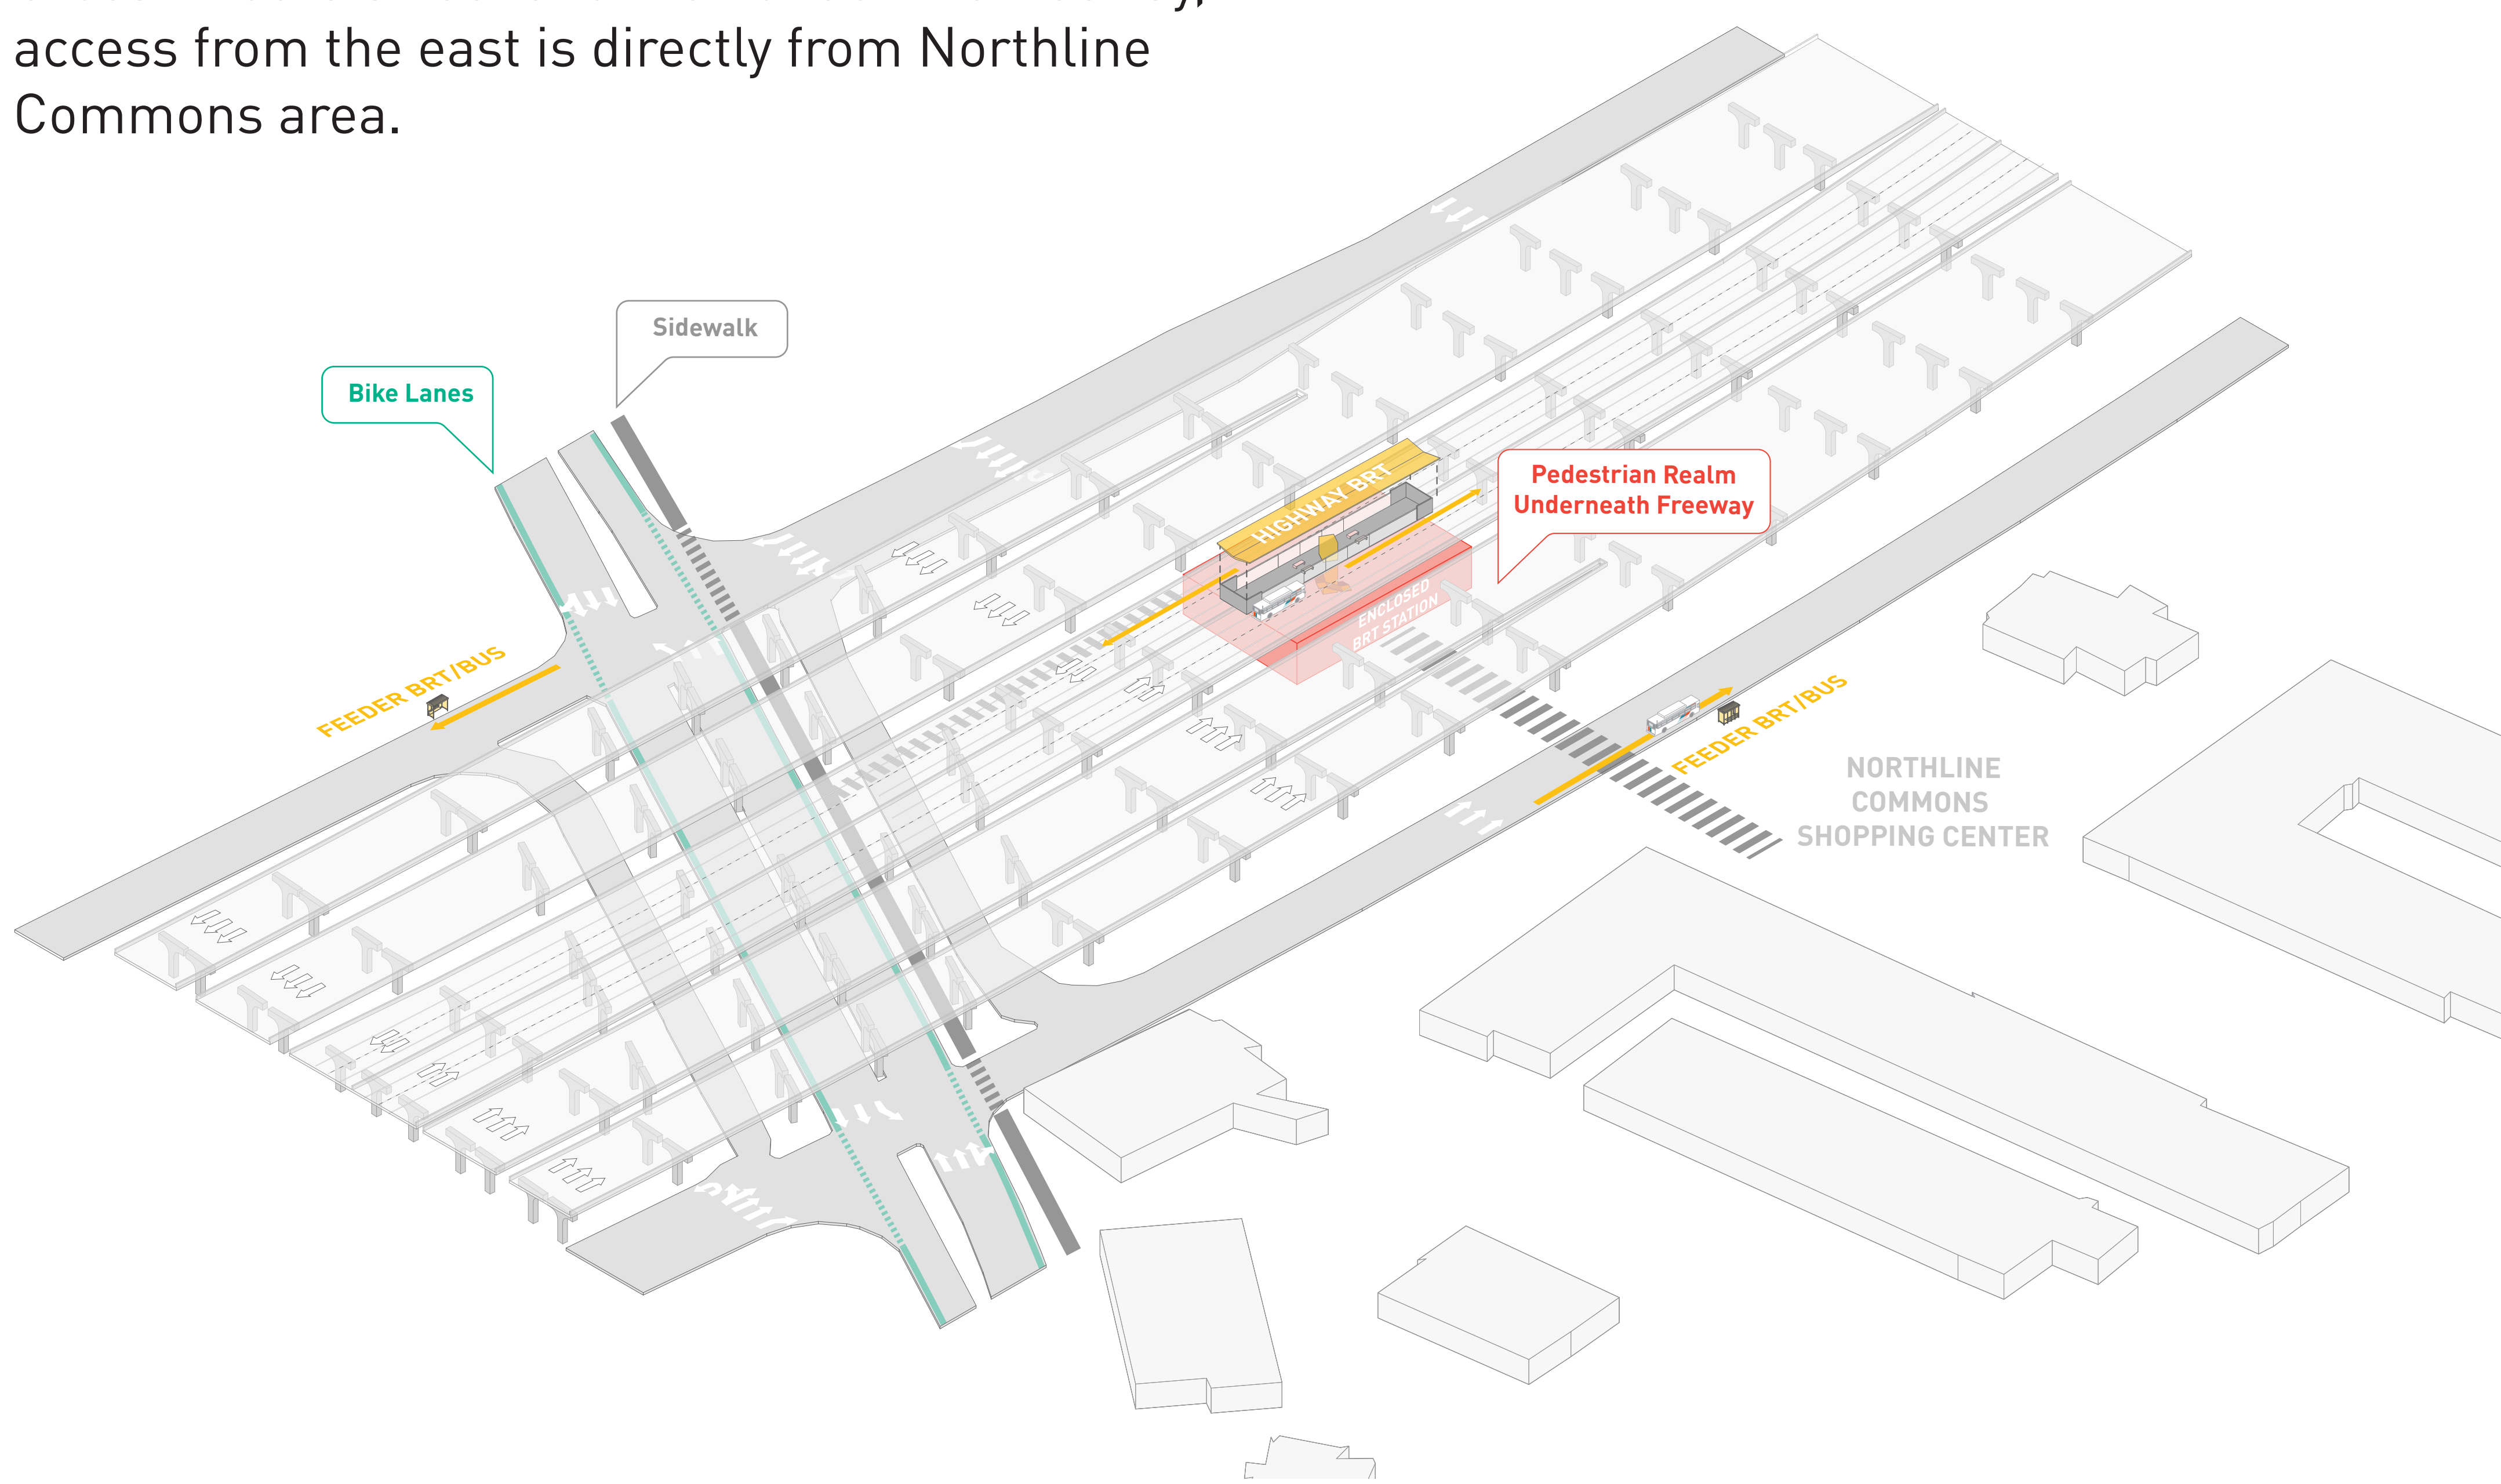 access from the east is directly from Northline
Commons area.
Sidewalk
Bike Lanes
HIGHWAY BRT
Pedestrian Realm
Underneath Freeway
ENCLOSED
BRT STATION
FEEDER BRT/BUS
FEEDER BRT/BUS
NORTHLINE
COMMONS
SHOPPING CENTER